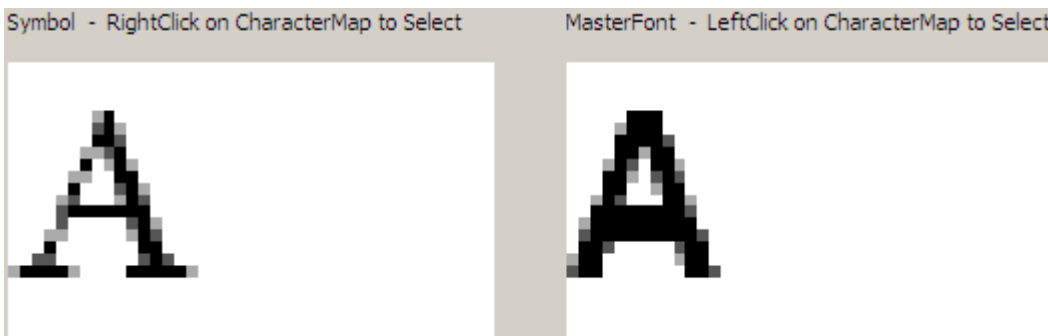 Symbol - RightClick on CharacterMap to Select
MasterFont - LeftClick on CharacterMap to Select
A
A